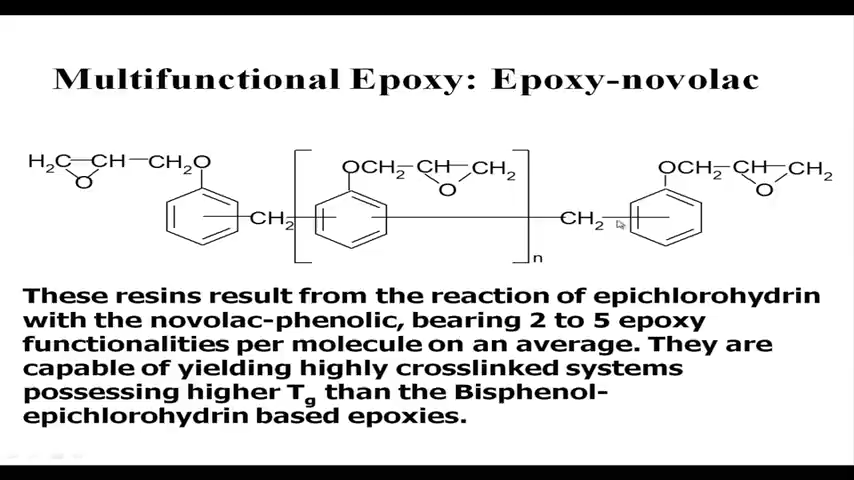 Multifunctional Epoxy: Epoxy-novolac
H₂C—CH—CH₂O
O
OCH₂—CH—CH₂
O
OCH₂—CH—CH₂
O
CH₂
CH₂
n
These resins result from the reaction of epichlorohydrin
with the novolac-phenolic, bearing 2 to 5 epoxy
functionalities per molecule on an average. They are
capable of yielding highly crosslinked systems
possessing higher Tg than the Bisphenol-
epichlorohydrin based epoxies.